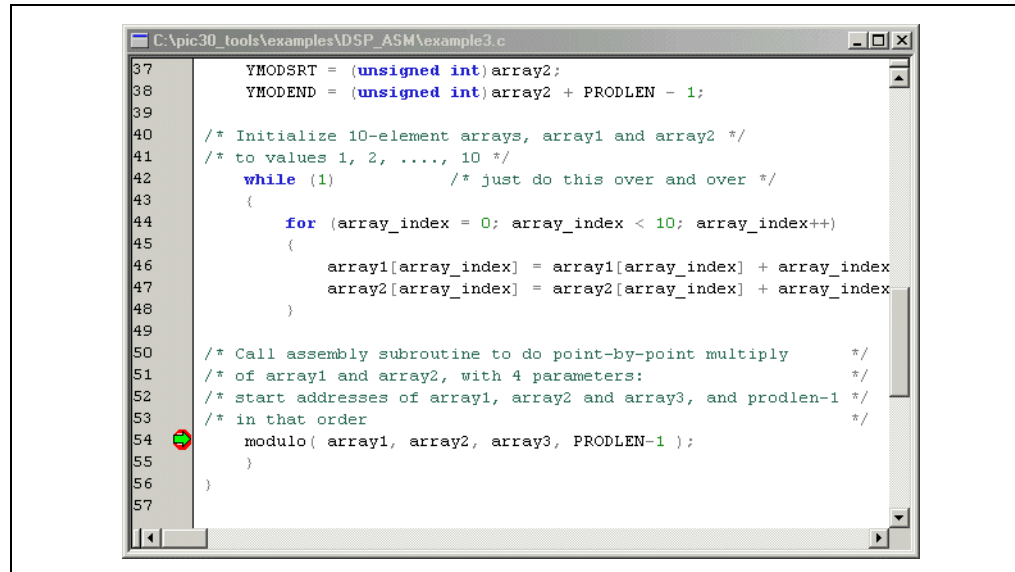 C:\pic30_tools\examples\DSP_ASM\example3.c
37 YMODSRT = (unsigned int)array2;
38 YMODEND = (unsigned int)array2 + PRODLEN - 1;
39
40 /* Initialize 10-element arrays, array1 and array2 */
41 /* to values 1, 2, ...., 10 */
42 while (1) /* just do this over and over */
43 {
44 for (array_index = 0; array_index < 10; array_index++)
45 {
46 array1[array_index] = array1[array_index] + array_index
47 array2[array_index] = array2[array_index] + array_index
48 }
49
50 /* Call assembly subroutine to do point-by-point multiply */
51 /* of array1 and array2, with 4 parameters: */
52 /* start addresses of array1, array2 and array3, and prodlen-1 */
53 /* in that order */
54 modulo( array1, array2, array3, PRODLEN-1 );
55 }
56 }
57